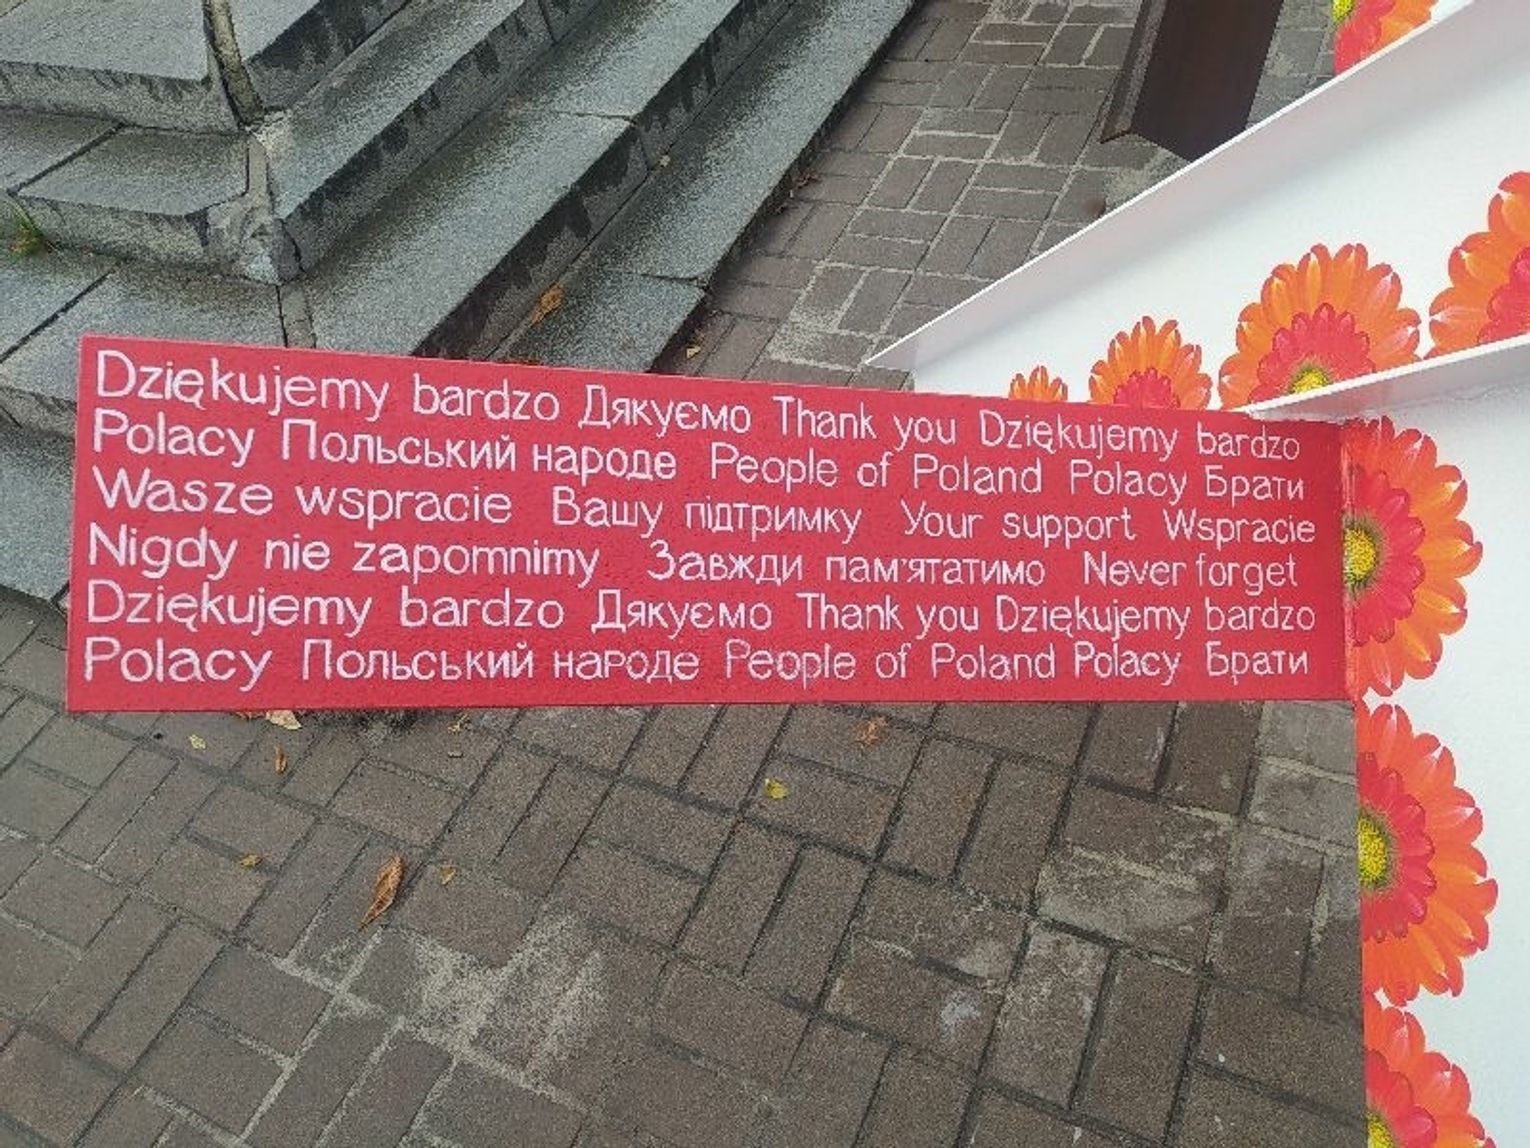 Dziękujemy bardzo Дякуємо Thank you Dziękujemy bardzo
Polacy Польський народе People of Poland Polacy Брати
Wasze wspracie Вашу підтримку Your support Wspracie
Nigdy nie zapomnimy Завжди пам'ятатимо Never forget
Dziękujemy bardzo Дякуємо Thank you Dziękujemy bardzo
Polacy Польський народе People of Poland Polacy Брати